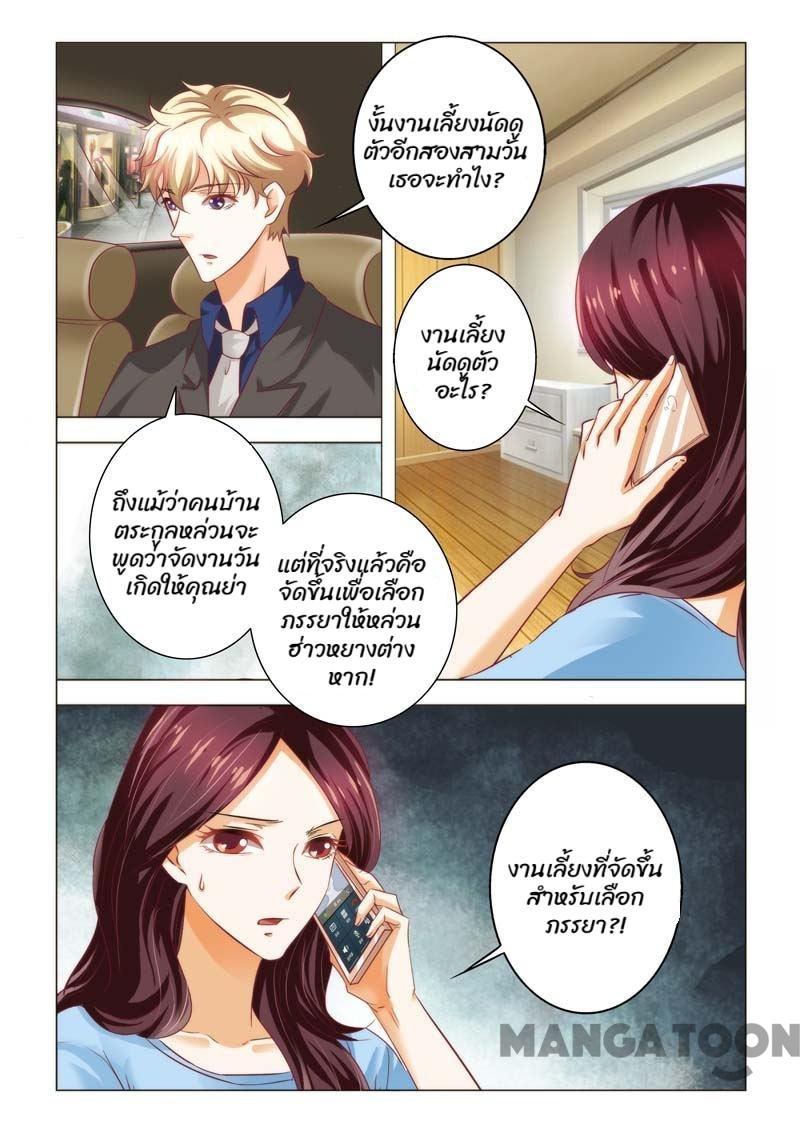 งั้นงานเลี้ยงนัดดู
ตัวอีกสองสามวัน
เธอจะทำไง?
งานเลี้ยง
นัดดูตัว
อะไร?
ถึงแม้ว่าคนบ้าน
ตระกูลหล่วนจะ
พูดว่าจัดงานวัน
เกิดให้คุณย่า
แต่ที่จริงแล้วคือ
จัดขึ้นเพื่อเลือก
ภรรยาให้หล่วน
ฮ่าวหยางต่าง
หาก!
งานเลี้ยงที่จัดขึ้น
สำหรับเลือก
ภรรยา?!
MANGATOON